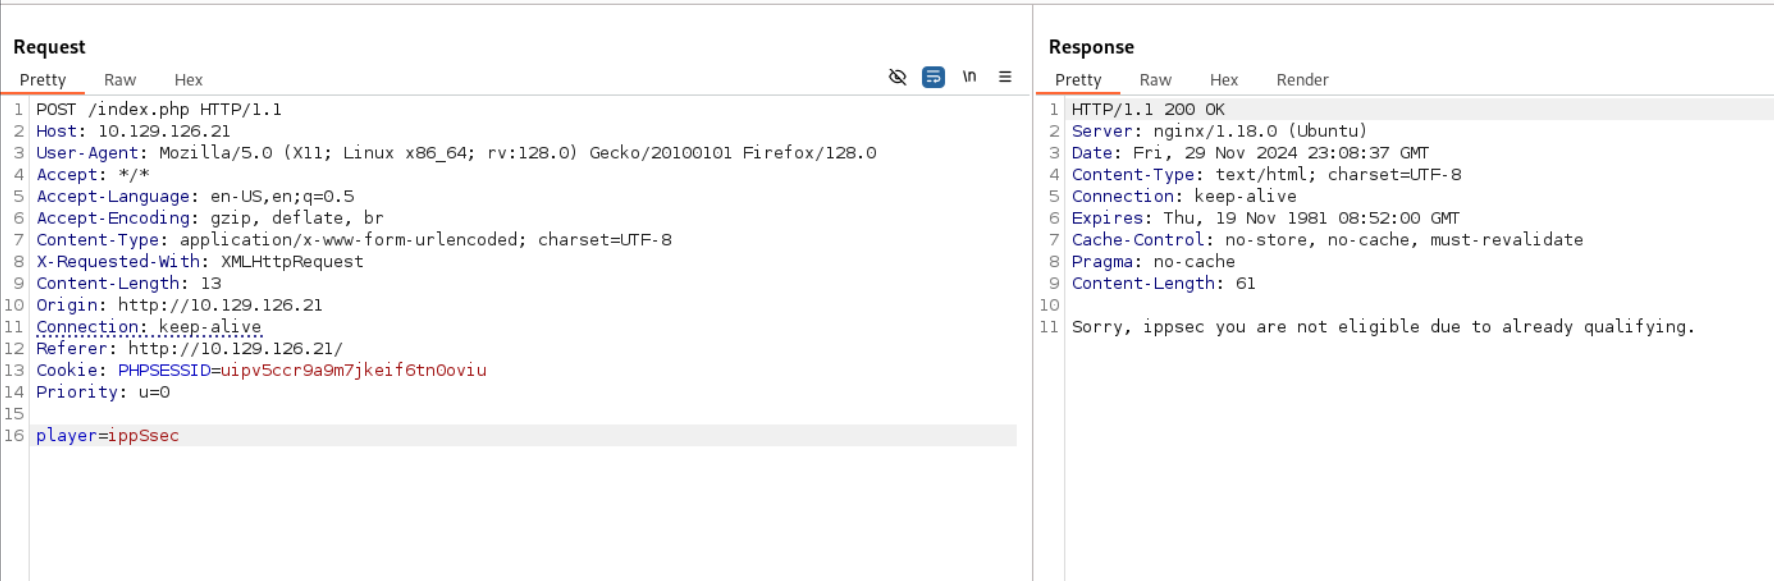 Request
Pretty Raw Hex \n
1 POST /index.php HTTP/1.1
2 Host: 10.129.126.21
3 User-Agent: Mozilla/5.0 (X11; Linux x86_64; rv:128.0) Gecko/20100101 Firefox/128.0
4 Accept: */*
5 Accept-Language: en-US,en;q=0.5
6 Accept-Encoding: gzip, deflate, br
7 Content-Type: application/x-www-form-urlencoded; charset=UTF-8
8 X-Requested-With: XMLHttpRequest
9 Content-Length: 13
10 Origin: http://10.129.126.21
11 Connection: keep-alive
12 Referer: http://10.129.126.21/
13 Cookie: PHPSESSID=uipv5ccr9a9m7jkeif6tn0oviu
14 Priority: u=0
15
16 player=ippSsec
Response
Pretty Raw Hex Render
1 HTTP/1.1 200 OK
2 Server: nginx/1.18.0 (Ubuntu)
3 Date: Fri, 29 Nov 2024 23:08:37 GMT
4 Content-Type: text/html; charset=UTF-8
5 Connection: keep-alive
6 Expires: Thu, 19 Nov 1981 08:52:00 GMT
7 Cache-Control: no-store, no-cache, must-revalidate
8 Pragma: no-cache
9 Content-Length: 61
10
11 Sorry, ippsec you are not eligible due to already qualifying.